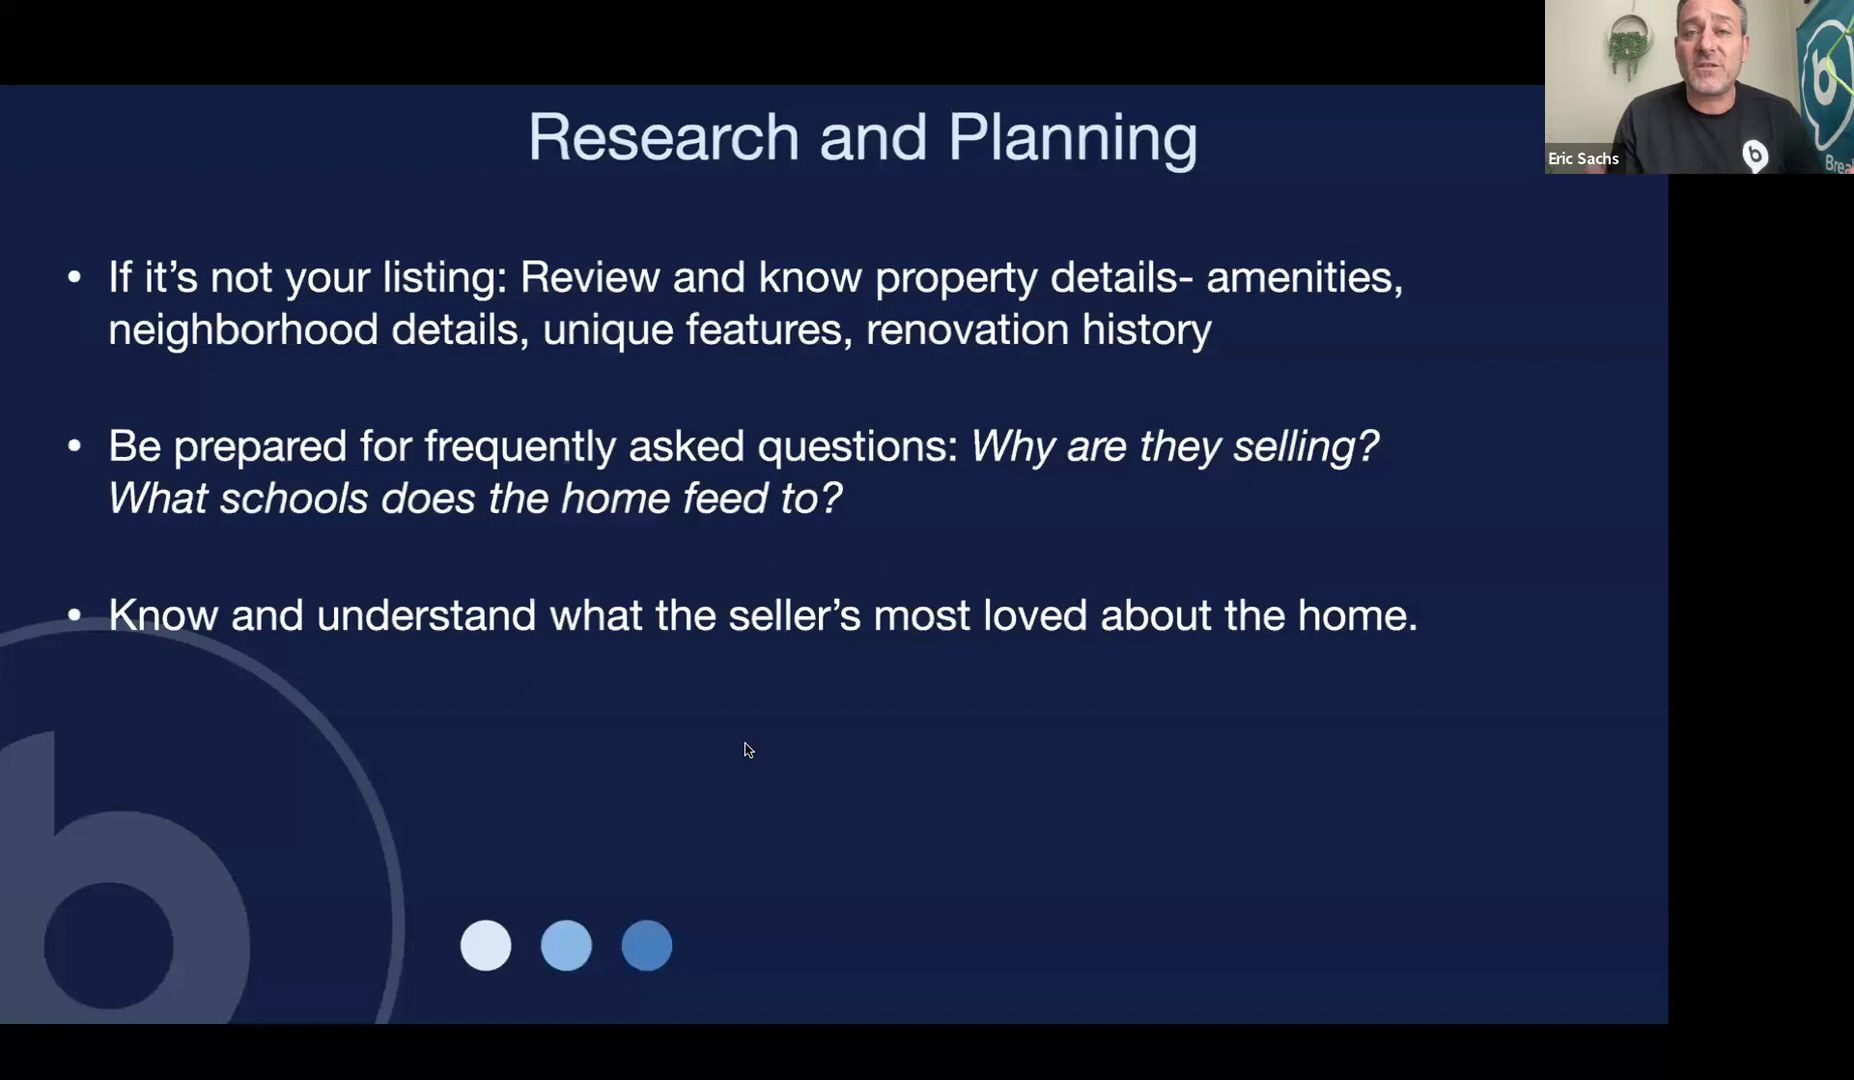 Research and Planning
• If it’s not your listing: Review and know property details- amenities,
neighborhood details, unique features, renovation history
• Be prepared for frequently asked questions: Why are they selling?
What schools does the home feed to?
• Know and understand what the seller’s most loved about the home.
Eric Sachs
b
b
Brea
b